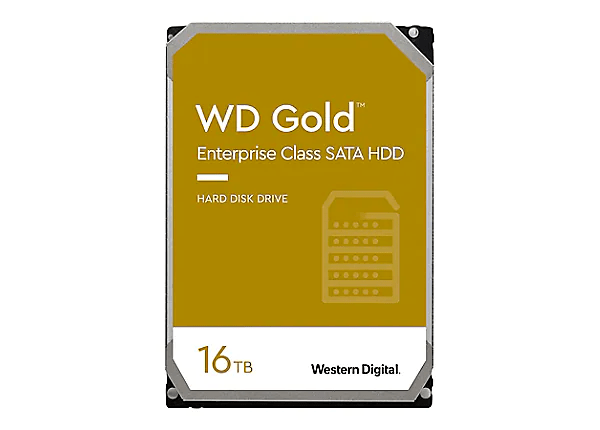 WD Gold™
Enterprise Class SATA HDD
HARD DISK DRIVE
16TB
Western Digital.